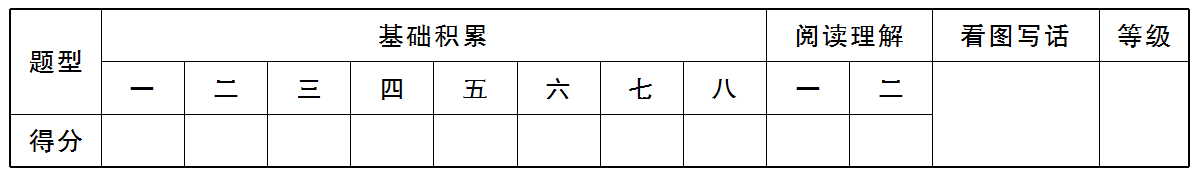 题型 基础积累 阅读理解 看图写话 等级
一 二 三 四 五 六 七 八 一 二
得分